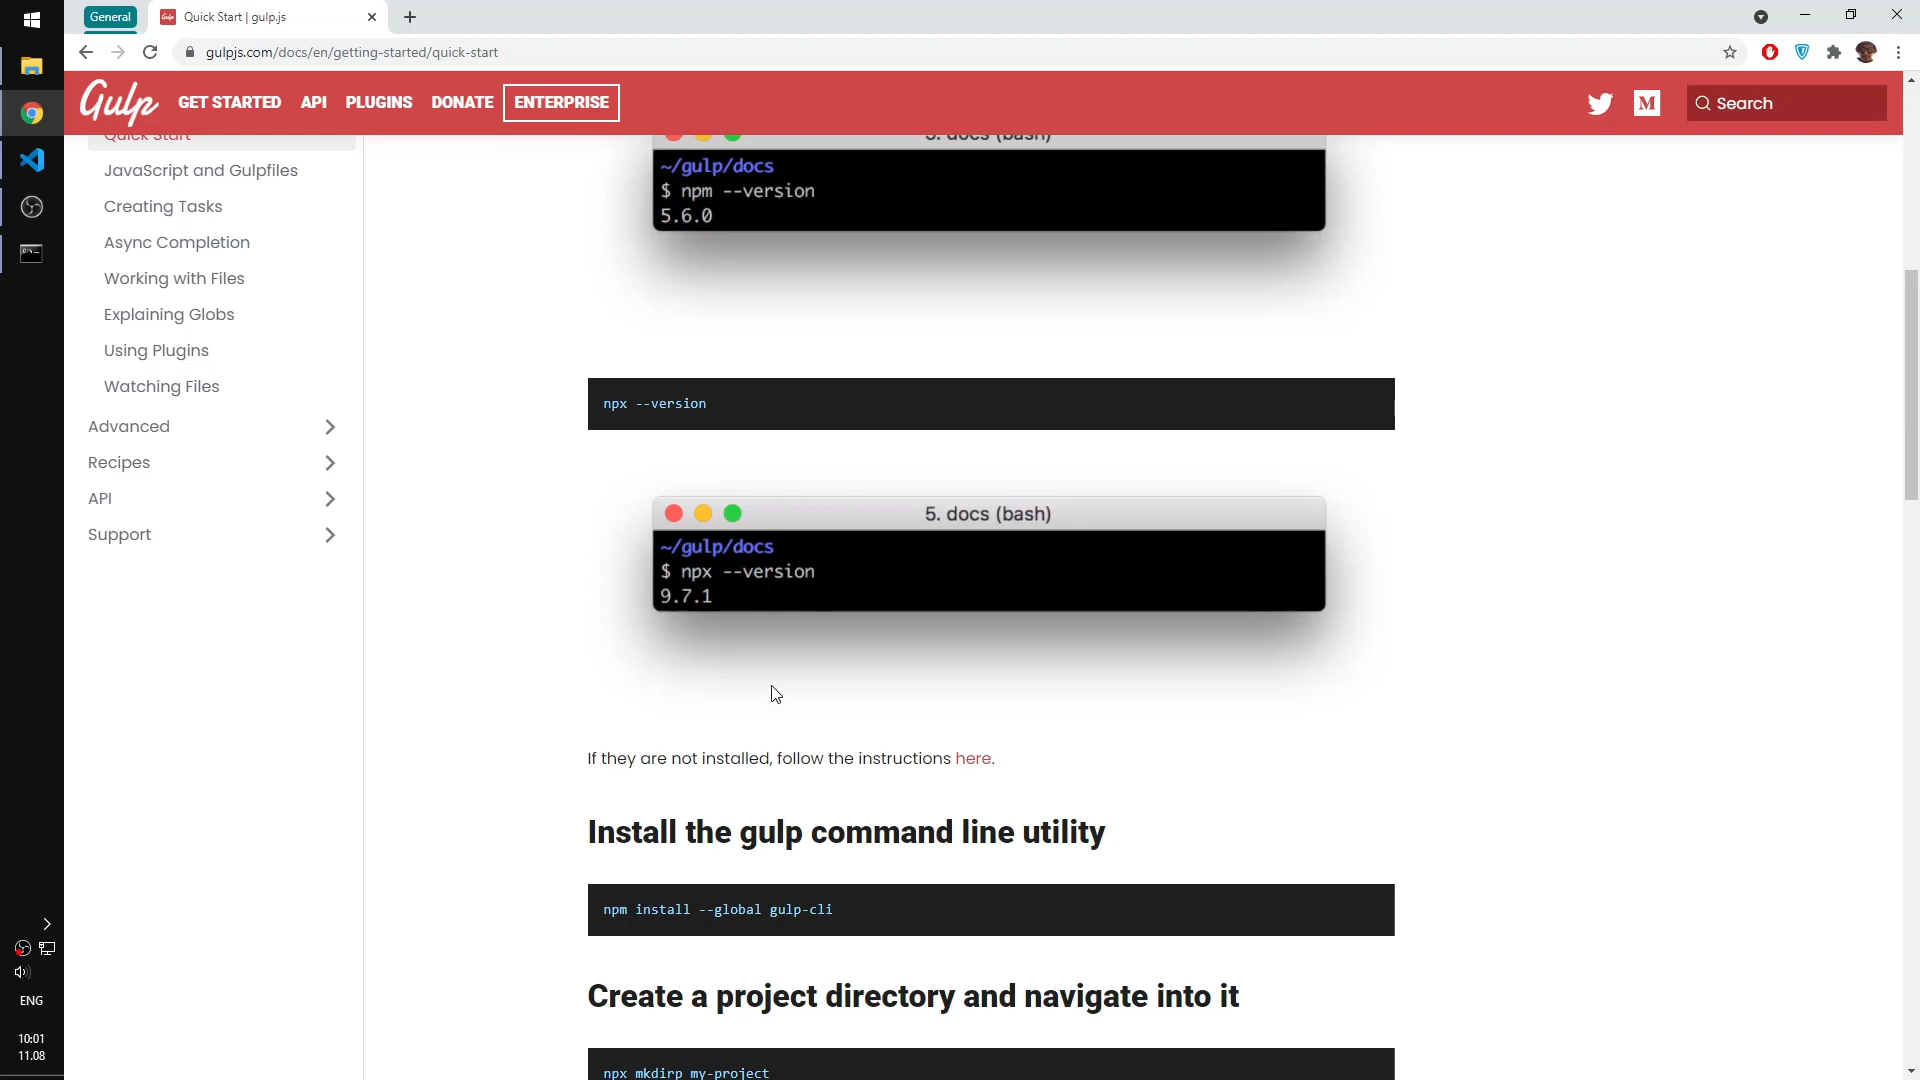 General
Quick Start | gulp.js
gulpjs.com/docs/en/getting-started/quick-start
Gulp
GET STARTED
API
PLUGINS
DONATE
ENTERPRISE
M
Search
Quick Start
JavaScript and Gulpfiles
Creating Tasks
Async Completion
Working with Files
Explaining Globs
Using Plugins
Watching Files
Advanced
Recipes
API
Support
5. docs (bash)
~/gulp/docs
$ npm --version
5.6.0
npx --version
5. docs (bash)
~/gulp/docs
$ npx --version
9.7.1
If they are not installed, follow the instructions here.
Install the gulp command line utility
npm install --global gulp-cli
Create a project directory and navigate into it
npx mkdirp my-project
ENG
10:01
11.08